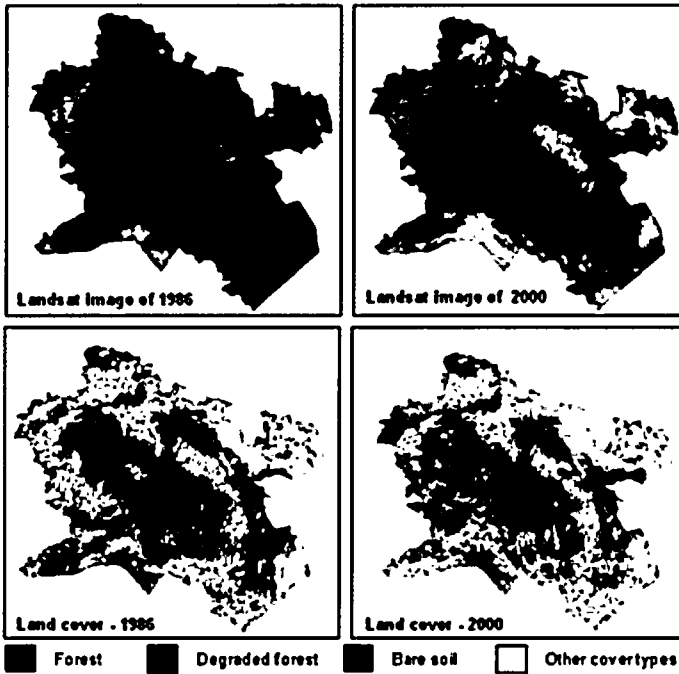 Landsat image of 1986
Landsat image of 2000
Land cover - 1986
Land cover - 2000
Forest
Degraded forest
Bare soil
Other cover types